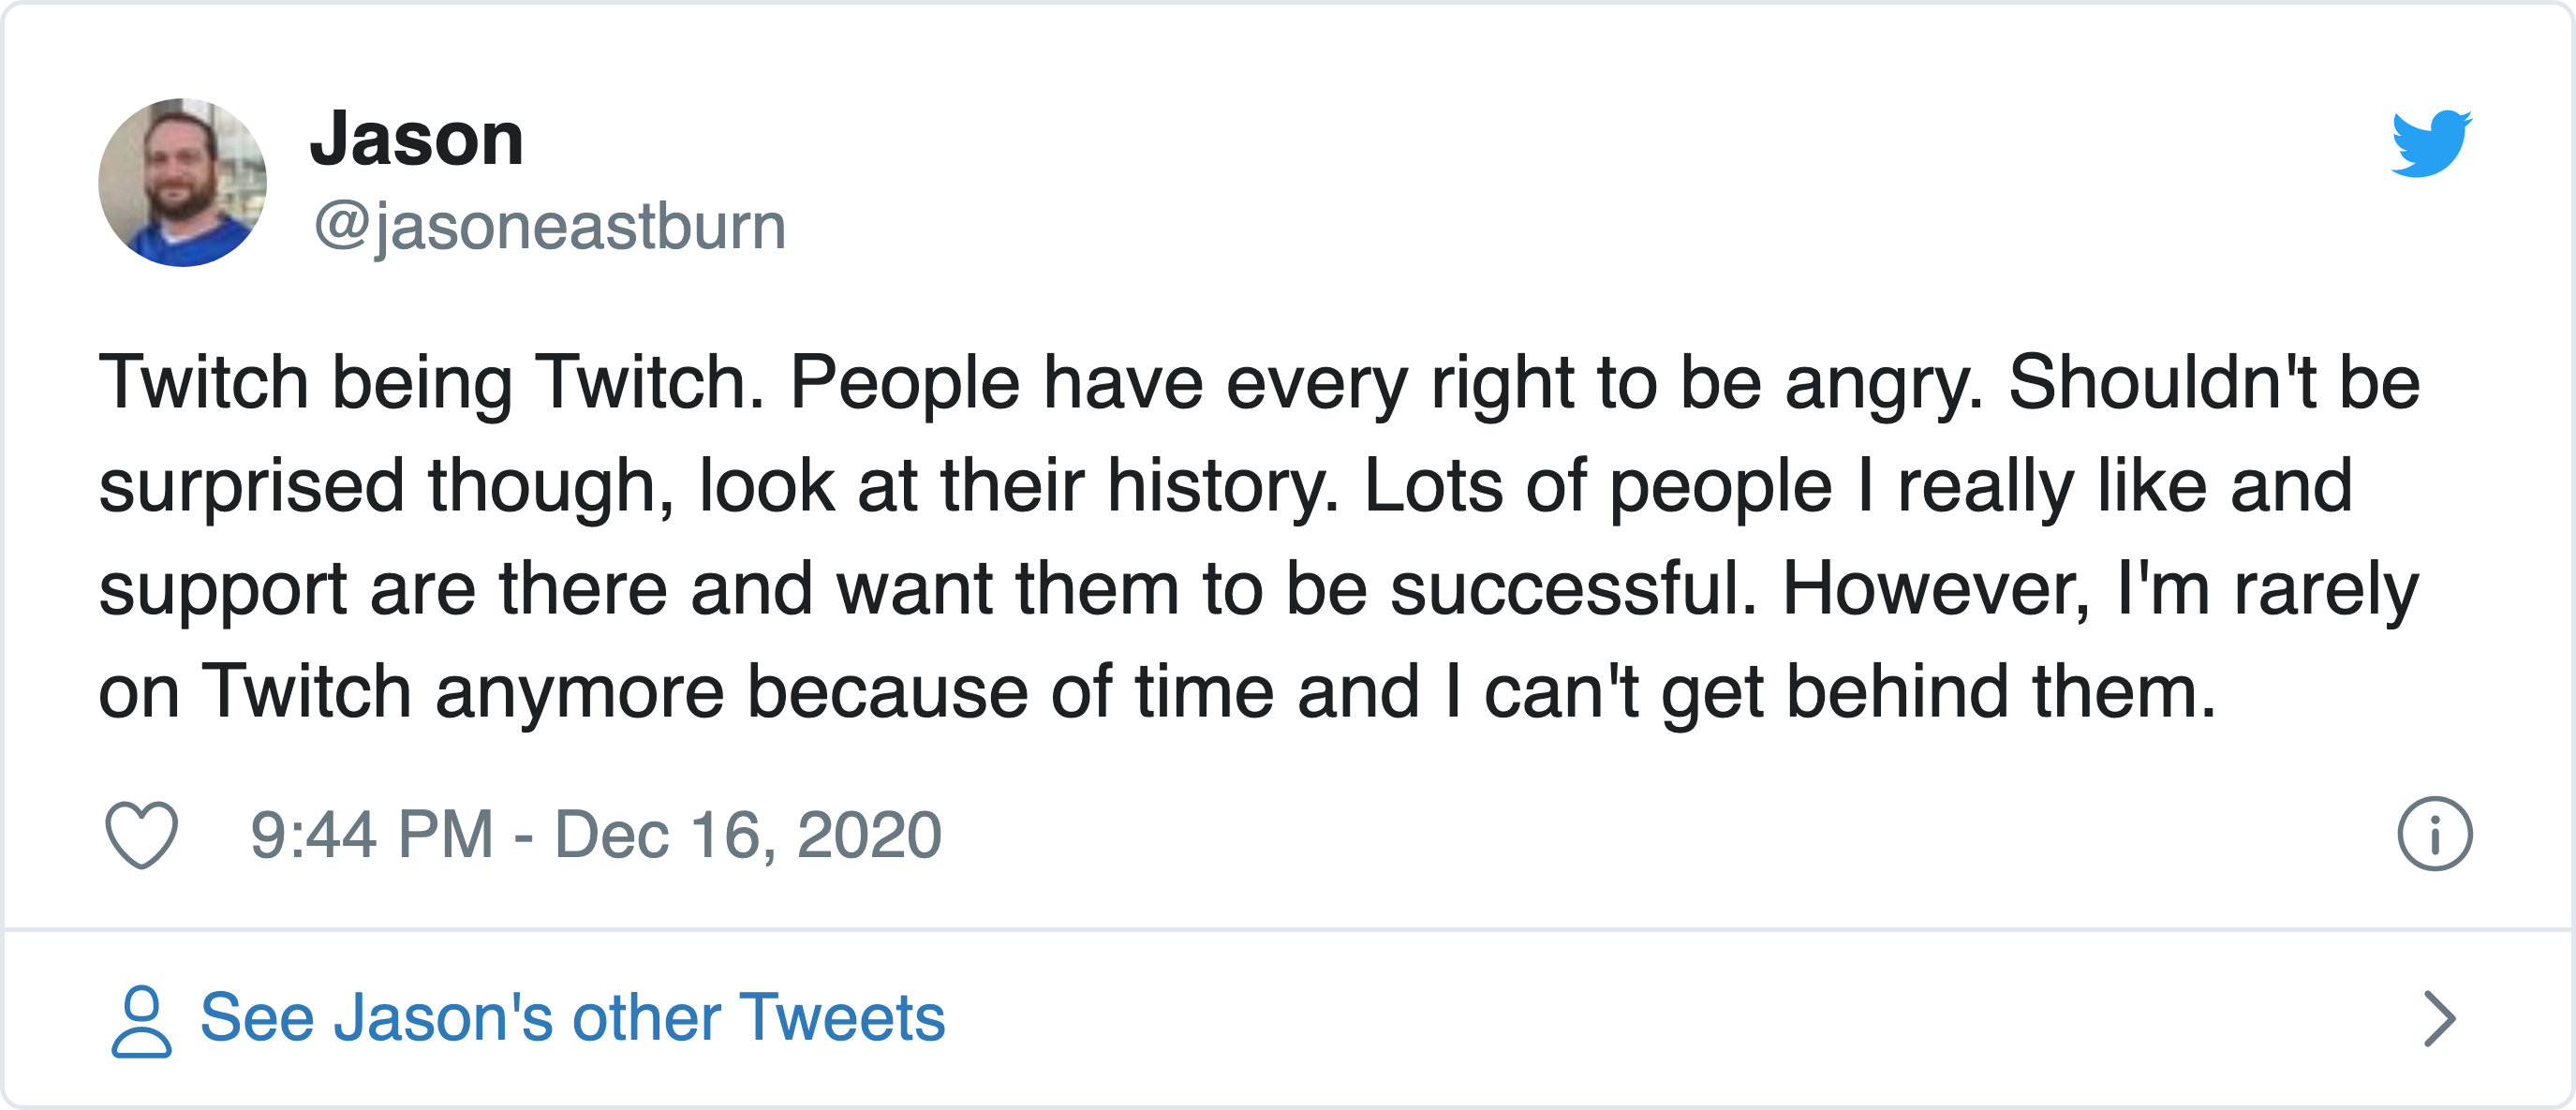 Jason
@jasoneastburn
Twitch being Twitch. People have every right to be angry. Shouldn't be
surprised though, look at their history. Lots of people I really like and
support are there and want them to be successful. However, I'm rarely
on Twitch anymore because of time and I can't get behind them.
9:44 PM - Dec 16, 2020
See Jason's other Tweets